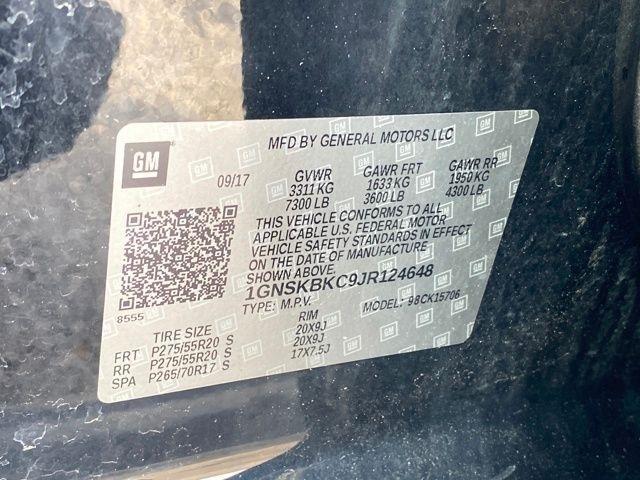 MFD BY GENERAL MOTORS LLC
GM
09/17
GVWR GAWR FRT GAWR RR
3311 KG 1633 KG 1950 KG
7300 LB 3600 LB 4300 LB
THIS VEHICLE CONFORMS TO ALL
APPLICABLE U.S. FEDERAL MOTOR
VEHICLE SAFETY STANDARDS IN EFFECT
ON THE DATE OF MANUFACTURE
SHOWN ABOVE.
1GNSKBKC9JR124648
8555
TYPE: M.P.V. MODEL: 98CK15706
TIRE SIZE RIM
FRT P275/55R20 S 20X9J
RR P275/55R20 S 20X9J
SPA P265/70R17 S 17X7.5J